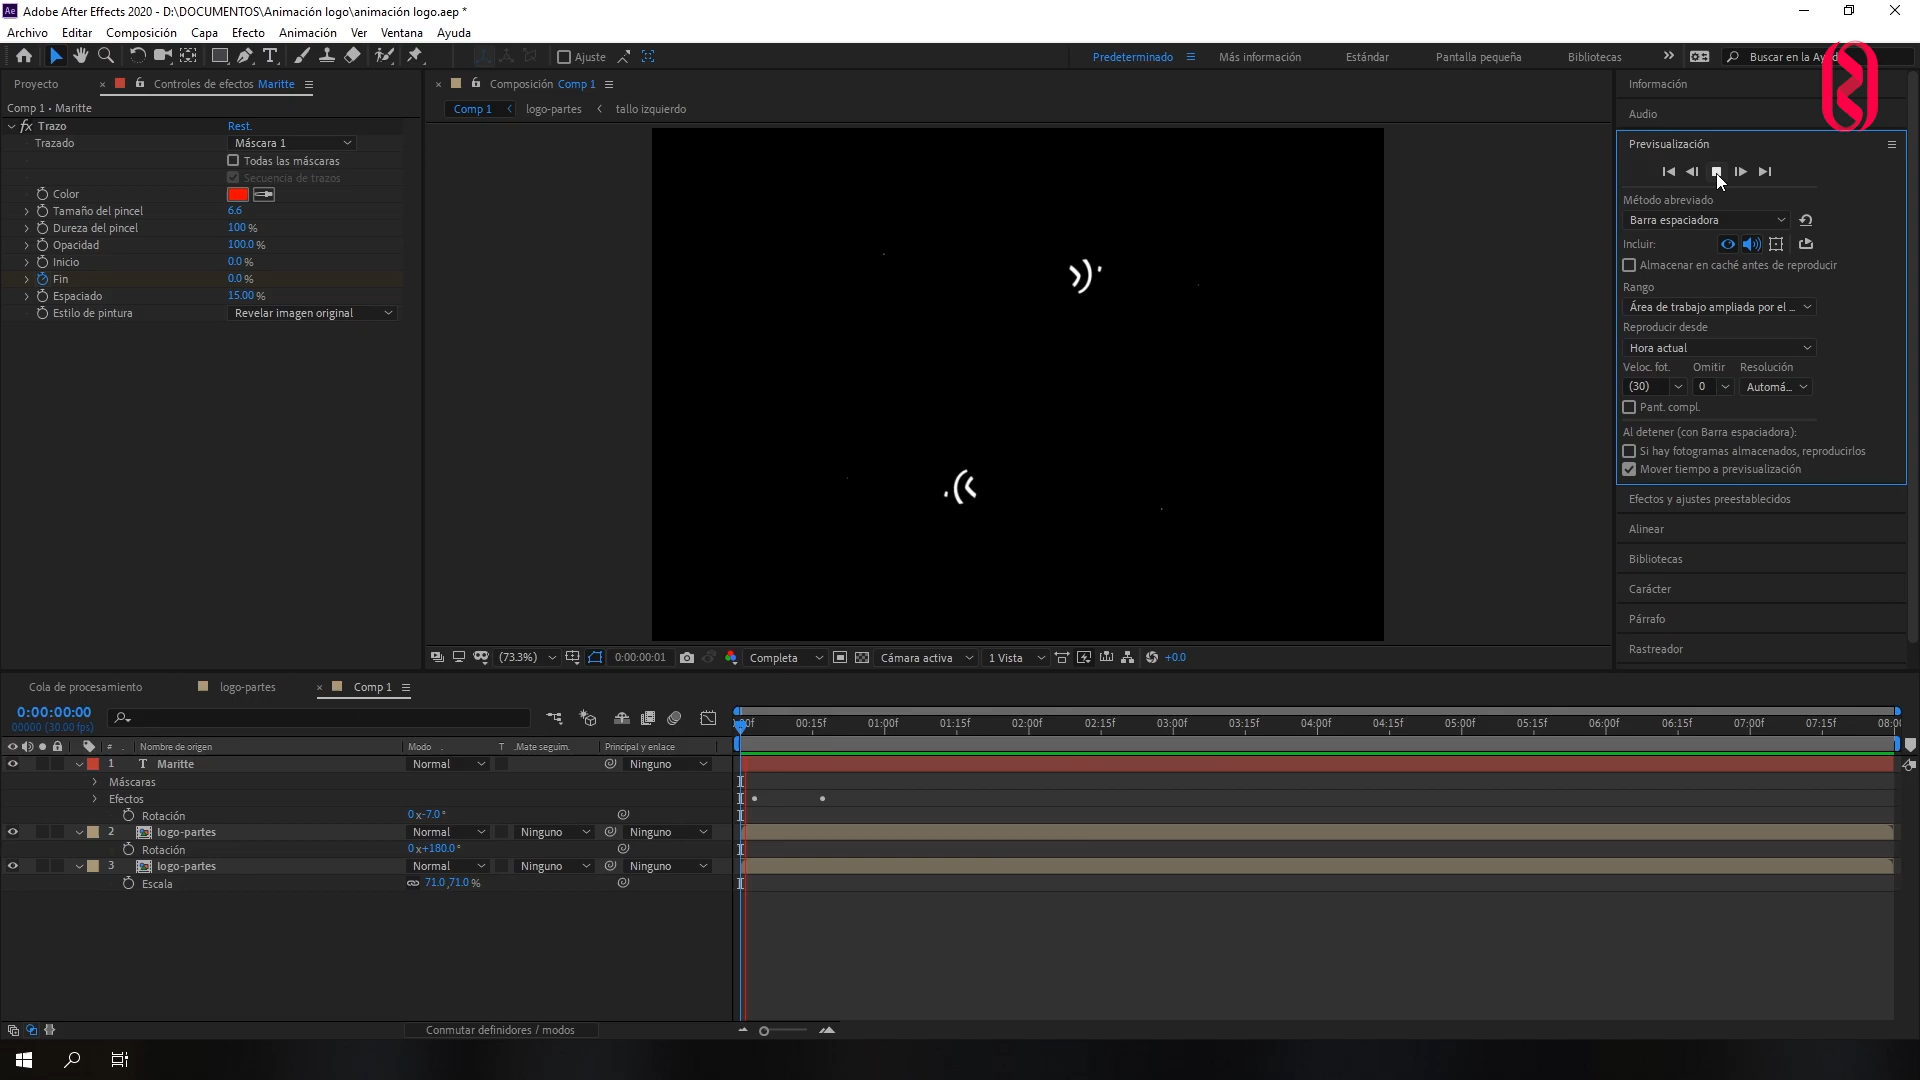 Adobe After Effects 2020 - D:\DOCUMENTOS\Animación logo\animación logo.aep *
Archivo Editar Composición Capa Efecto Animación Ver Ventana Ayuda
Ajuste Predeterminado Más información Estándar Pantalla pequeña Bibliotecas Buscar en la Ay
Proyecto Controles de efectos Maritte
Comp 1 • Maritte
fx Trazo Rest.
Trazado Máscara 1
Todas las máscaras
Secuencia de trazos
Color
Tamaño del pincel 6.6
Dureza del pincel 100 %
Opacidad 100.0 %
Inicio 0.0 %
Fin 0.0 %
Espaciado 15.00 %
Estilo de pintura Revelar imagen original
Composición Comp 1
Comp 1 logo-partes tallo izquierdo
(73.3%) 0:00:00:01 Completa Cámara activa 1 Vista +0.0
Información
Audio
Previsualización
Método abreviado
Barra espaciadora
Incluir:
Almacenar en caché antes de reproducir
Rango
Área de trabajo ampliada por el ...
Reproducir desde
Hora actual
Veloc. fot. Omitir Resolución
(30) 0 Automá...
Pant. compl.
Al detener (con Barra espaciadora):
Si hay fotogramas almacenados, reproducirlos
Mover tiempo a previsualización
Efectos y ajustes preestablecidos
Alinear
Bibliotecas
Carácter
Párrafo
Rastreador
Cola de procesamiento logo-partes Comp 1
0:00:00:00
00000 (30.00 fps)
00f 00:15f 01:00f 01:15f 02:00f 02:15f 03:00f 03:15f 04:00f 04:15f 05:00f 05:15f 06:00f 06:15f 07:00f 07:15f 08:0
# Nombre de origen Modo T .Mate seguim. Principal y enlace
1 T Maritte Normal Ninguno
Máscaras
Efectos
Rotación 0x-7.0°
2 logo-partes Normal Ninguno Ninguno
Rotación 0x+180.0°
3 logo-partes Normal Ninguno Ninguno
Escala 71.0,71.0 %
Conmutar definidores / modos